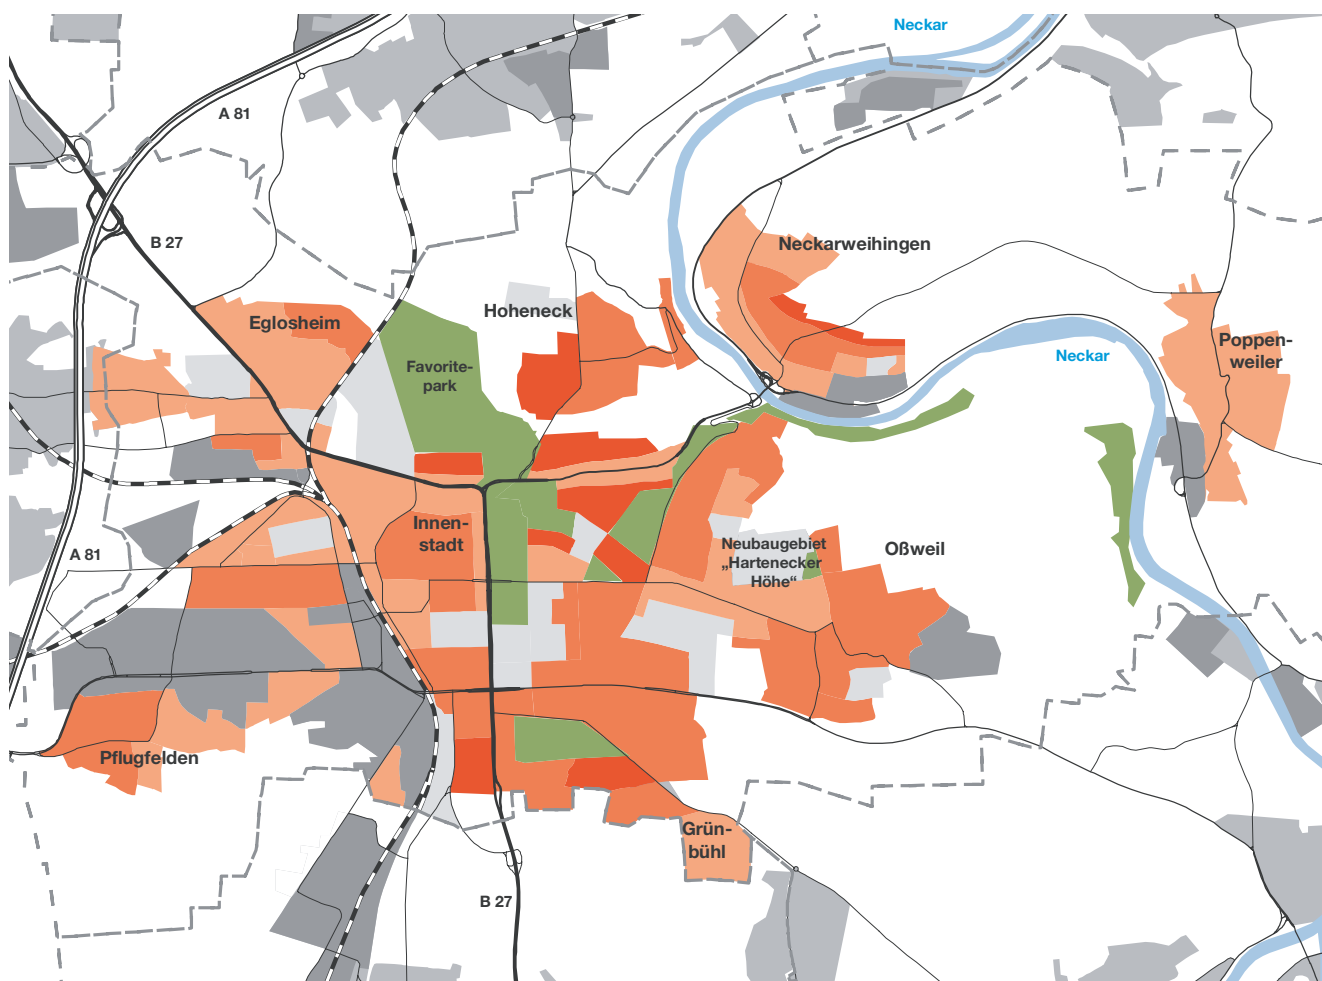 Neckar
A 81
B 27
Neckarweihingen
Hoheneck
Eglosheim
Favorite-
park
Neckar
Poppen-
weiler
Innen-
stadt
Neubaugebiet
„Hartenecker
Höhe“
Oßweil
A 81
Pflugfelden
Grün-
bühl
B 27